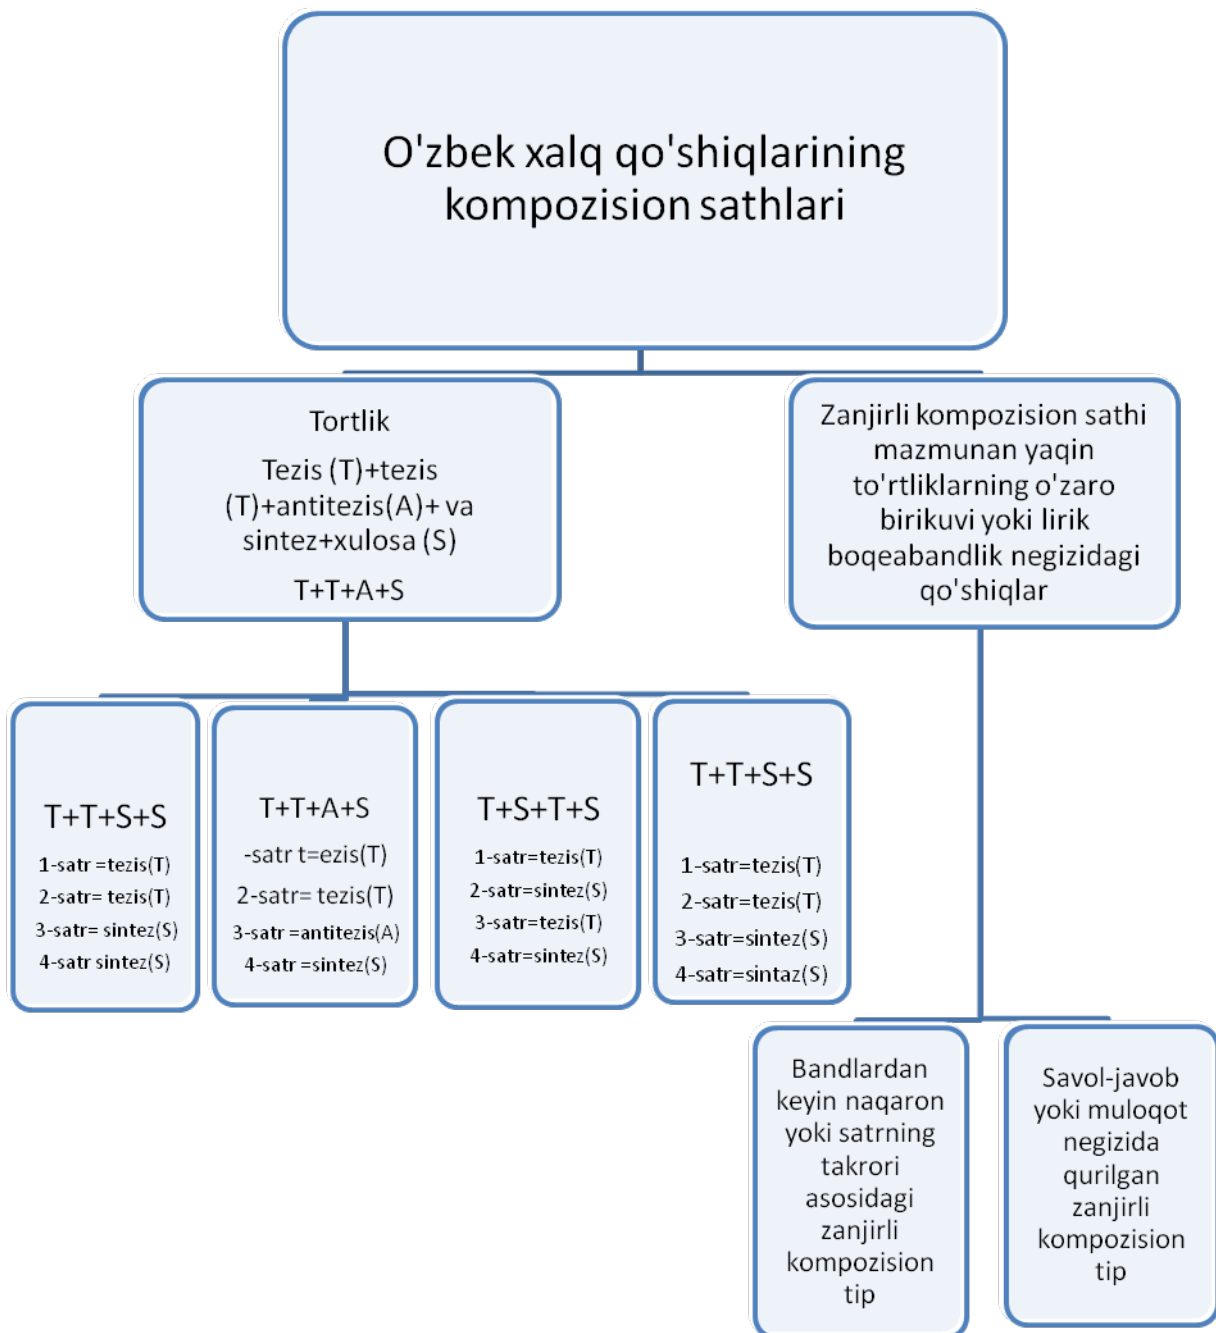 O'zbek xalq qo'shiqlarining
kompozision sathlari
Tortlik
Tezis (T)+tezis
(T)+antitezis(A)+ va
sintez+xulosa (S)
T+T+A+S
Zanjirli kompozision sathi
mazmunan yaqin
to'rtliklarning o'zaro
birikuvi yoki lirik
boqeabandlik negizidagi
qo'shiqlar
T+T+S+S
1-satr =tezis(T)
2-satr= tezis(T)
3-satr= sintez(S)
4-satr sintez(S)
T+T+A+S
-satr t=ezis(T)
2-satr= tezis(T)
3-satr =antitezis(A)
4-satr =sintez(S)
T+S+T+S
1-satr=tezis(T)
2-satr=sintez(S)
3-satr=tezis(T)
4-satr=sintez(S)
T+T+S+S
1-satr=tezis(T)
2-satr=tezis(T)
3-satr=sintez(S)
4-satr=sintaz(S)
Bandlardan
keyin naqaron
yoki satrning
takrori
asosidagi
zanjirli
kompozision
tip
Savol-javob
yoki muloqot
negizida
qurilgan
zanjirli
kompozision
tip